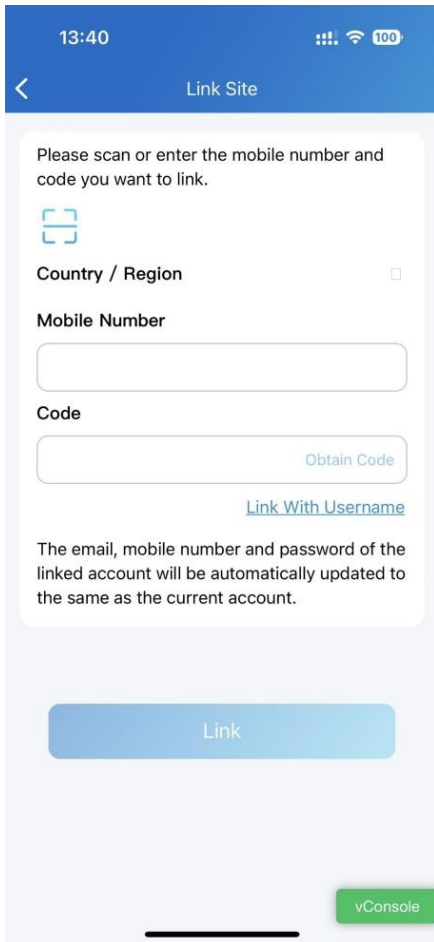 13:40
100
Link Site
Please scan or enter the mobile number and
code you want to link.
Country / Region
Mobile Number
Code
Obtain Code
Link With Username
The email, mobile number and password of the
linked account will be automatically updated to
the same as the current account.
Link
vConsole